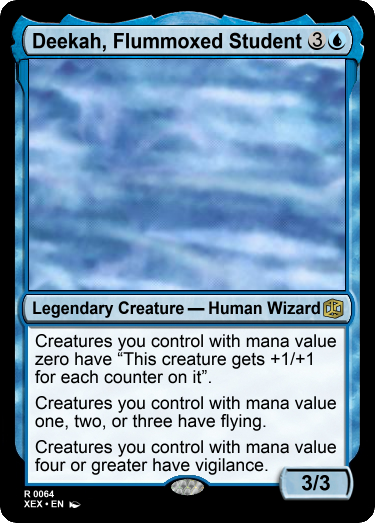 Deekah, Flummoxed Student 3
Legendary Creature — Human Wizard
Creatures you control with mana value
zero have “This creature gets +1/+1
for each counter on it”.
Creatures you control with mana value
one, two, or three have flying.
Creatures you control with mana value
four or greater have vigilance.
3/3
R 0064
XEX • EN